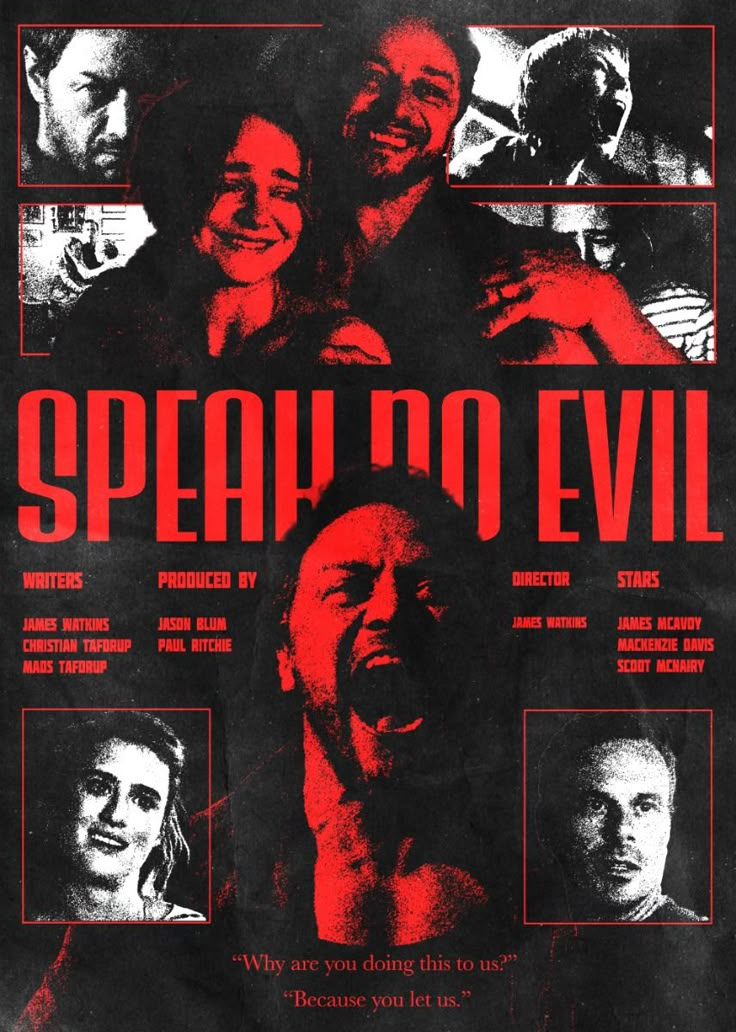 SPEAK NO EVIL
WRITERS
JAMES WATKINS
CHRISTIAN TAFDRUP
MADS TAFDRUP
PRODUCED BY
JASON BLUM
PAUL RITCHIE
DIRECTOR
JAMES WATKINS
STARS
JAMES MCAVOY
MACKENZIE DAVIS
SCOOT MCNAIRY
“Why are you doing this to us?”
“Because you let us.”